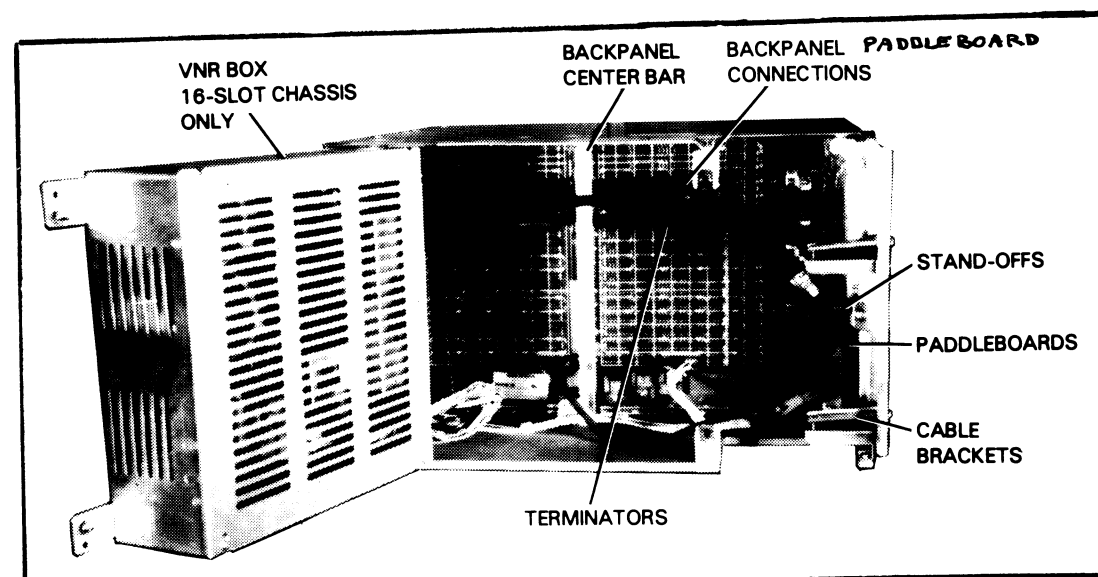 VNR BOX
16-SLOT CHASSIS
ONLY
BACKPANEL
CENTER BAR
BACKPANEL
CONNECTIONS
PADDLEBOARD
STAND-OFFS
PADDLEBOARDS
CABLE
BRACKETS
TERMINATORS